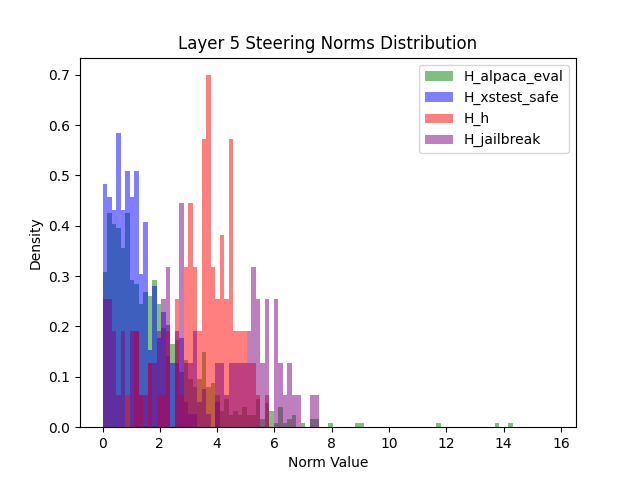 Layer 5 Steering Norms Distribution
H_alpaca_eval
H_xstest_safe
H_h
H_jailbreak
Density
0.7
0.6
0.5
0.4
0.3
0.2
0.1
0.0
0 2 4 6 8 10 12 14 16
Norm Value